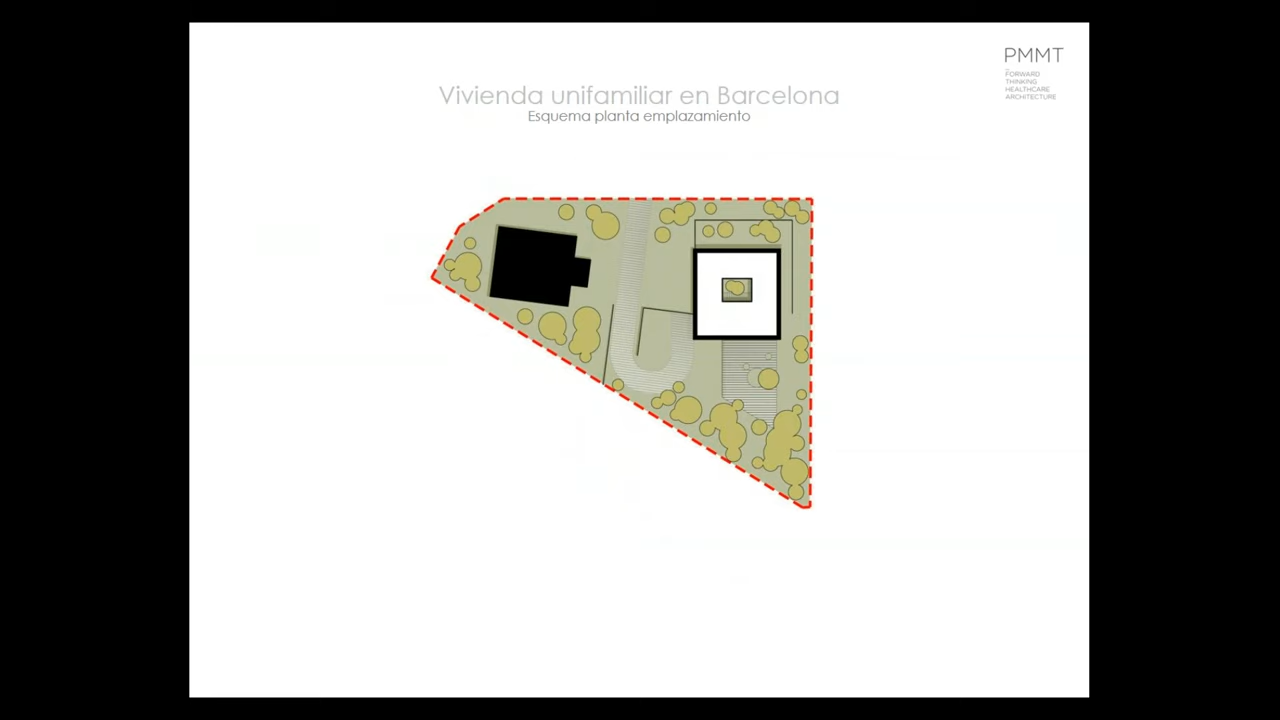 PMMT
FORWARD
THINKING
HEALTHCARE
ARCHITECTURE
Vivienda unifamiliar en Barcelona
Esquema planta emplazamiento